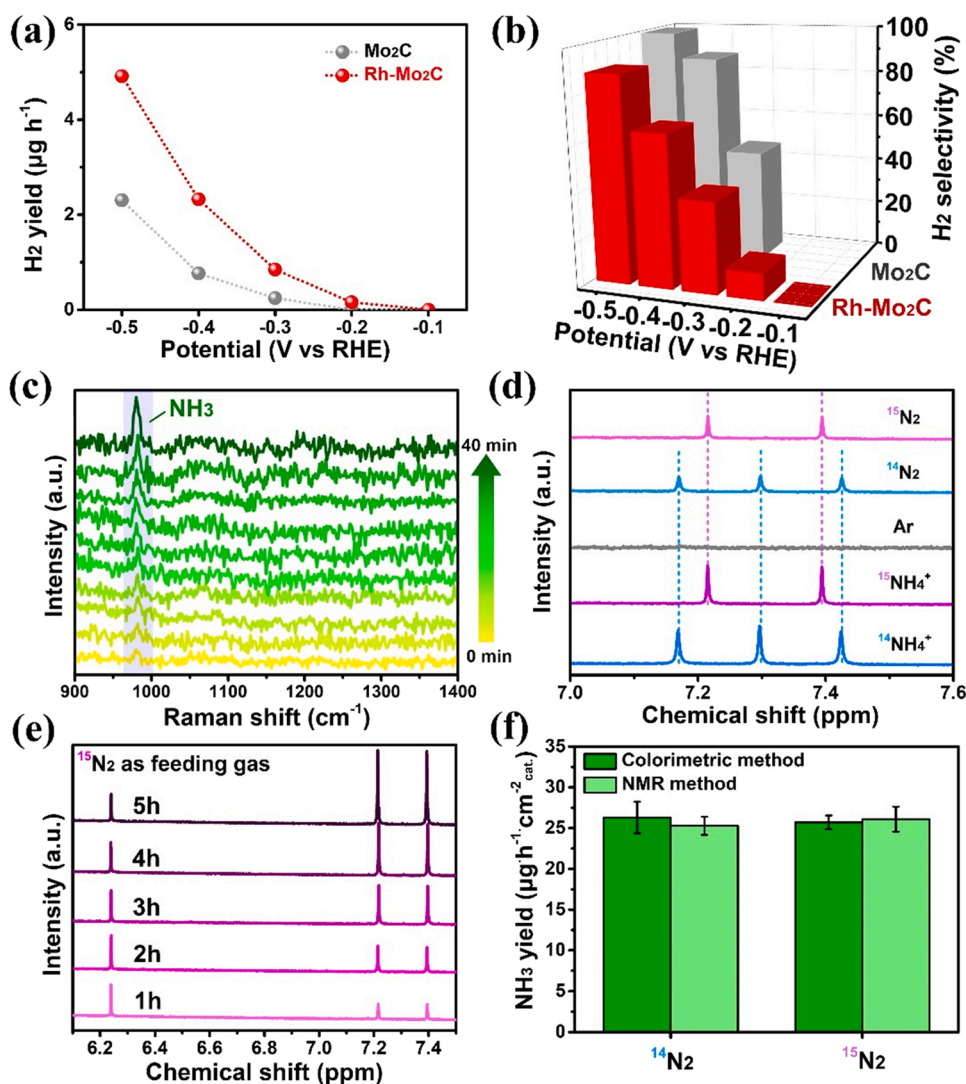 (a)
6
4
2
0
H2 yield (µg h⁻¹)
Mo2C
Rh-Mo2C
-0.5 -0.4 -0.3 -0.2 -0.1
Potential (V vs RHE)
(b)
100
80
60
40
20
0
H2 selectivity (%)
Mo2C
Rh-Mo2C
-0.5 -0.4 -0.3 -0.2 -0.1
Potential (V vs RHE)
(c)
NH3
40 min
0 min
Intensity (a.u.)
900 1000 1100 1200 1300 1400
Raman shift (cm⁻¹)
(d)
¹⁵N2
¹⁴N2
Ar
¹⁵NH4⁺
¹⁴NH4⁺
Intensity (a.u.)
7.0 7.2 7.4 7.6
Chemical shift (ppm)
(e)
¹⁵N2 as feeding gas
5h
4h
3h
2h
1h
Intensity (a.u.)
6.2 6.4 6.6 6.8 7.0 7.2 7.4
Chemical shift (ppm)
(f)
35
30
25
20
25
10
5
0
NH3 yield (µg·h⁻¹·cm⁻²cat.)
Colorimetric method
NMR method
¹⁴N2 ¹⁵N2